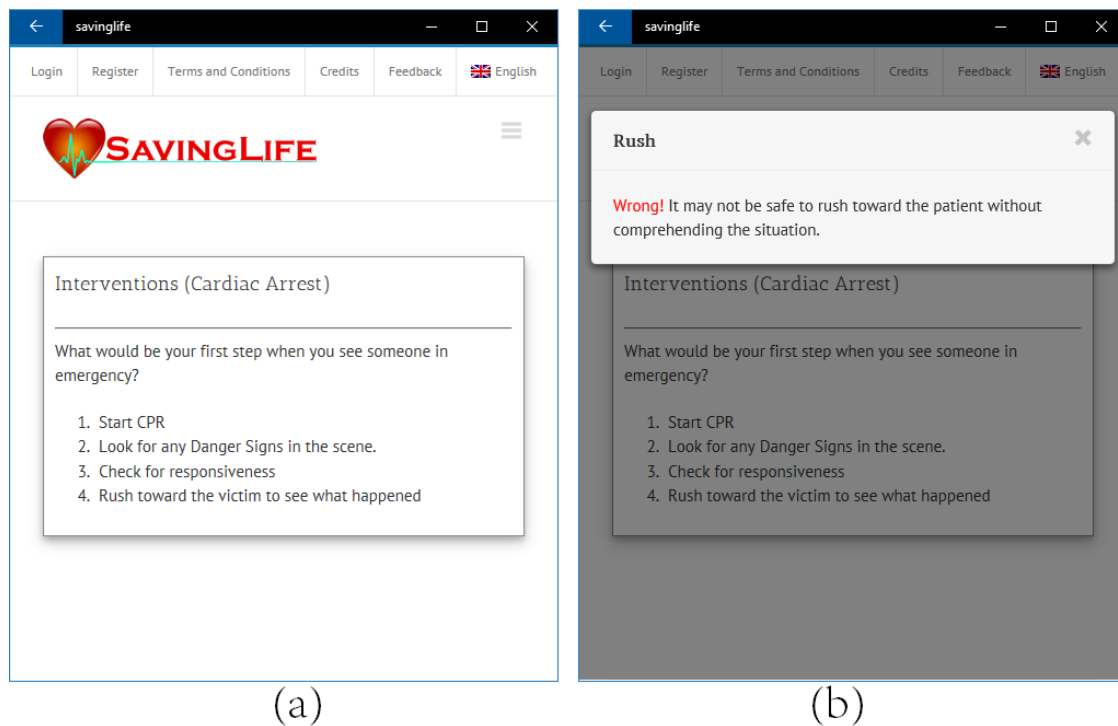 savinglife
Login Register Terms and Conditions Credits Feedback English
SAVINGLIFE
Interventions (Cardiac Arrest)
What would be your first step when you see someone in
emergency?
1. Start CPR
2. Look for any Danger Signs in the scene.
3. Check for responsiveness
4. Rush toward the victim to see what happened
(a)
savinglife
Login Register Terms and Conditions Credits Feedback English
Rush
Wrong! It may not be safe to rush toward the patient without
comprehending the situation.
Interventions (Cardiac Arrest)
What would be your first step when you see someone in
emergency?
1. Start CPR
2. Look for any Danger Signs in the scene.
3. Check for responsiveness
4. Rush toward the victim to see what happened
(b)